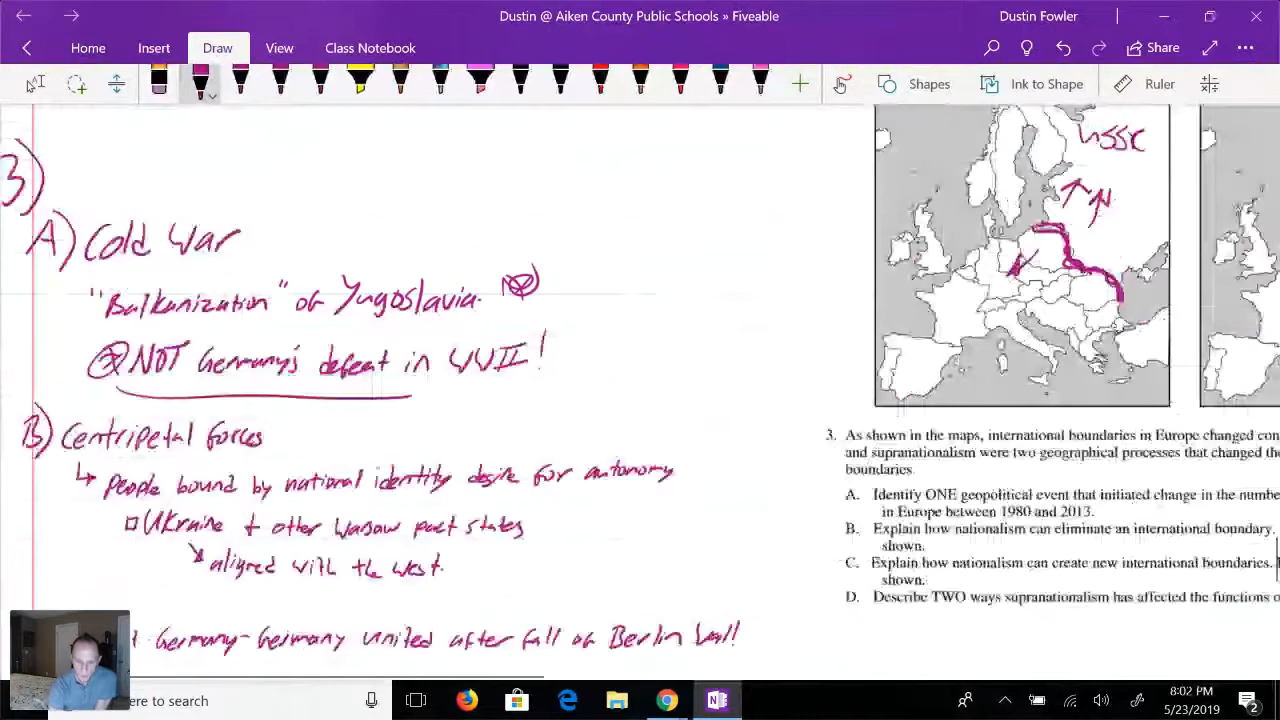 Dustin @ Aiken County Public Schools » Fiveable
Dustin Fowler
Home Insert Draw View Class Notebook
Share
Shapes Ink to Shape Ruler
3)
A) Cold War
"Balkanization" of Yugoslavia.
NOT Germany's defeat in WWII!
B) Centripetal forces
↳ People bound by national identity desire for autonomy
Ukraine + other Warsaw pact states
aligned with the West.
Germany - Germany united after fall of Berlin Wall!
USSR
3. As shown in the maps, international boundaries in Europe changed con
and supranationalism were two geographical processes that changed the
boundaries.
A. Identify ONE geopolitical event that initiated change in the numbe
in Europe between 1980 and 2013.
B. Explain how nationalism can eliminate an international boundary.
shown.
C. Explain how nationalism can create new international boundaries.
shown.
D. Describe TWO ways supranationalism has affected the functions o
ere to search
8:02 PM
5/23/2019
2